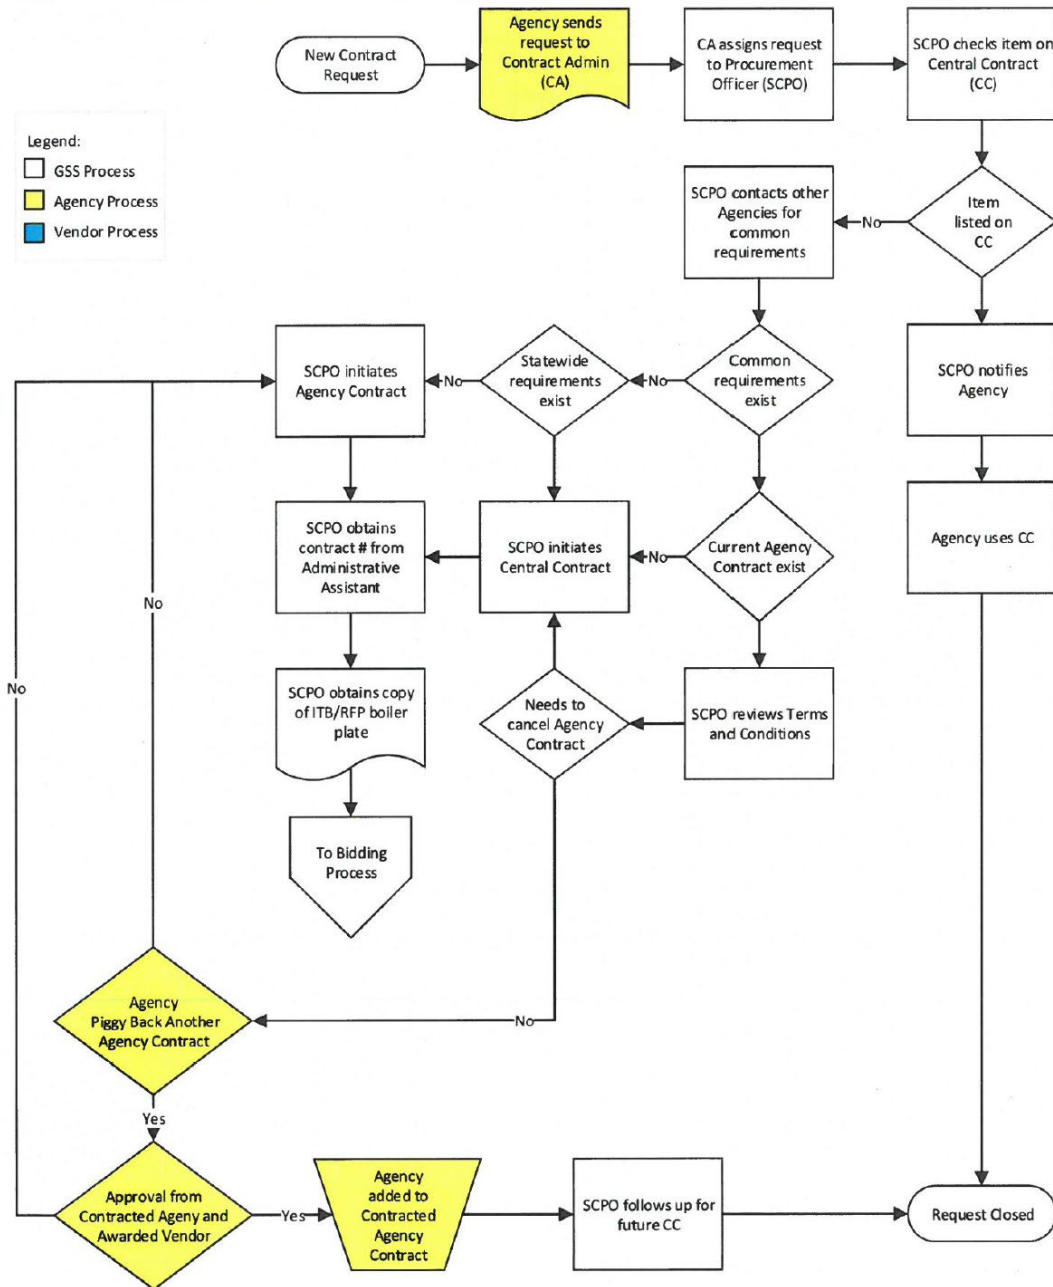 New Contract
Request
Agency sends
request to
Contract Admin
(CA)
CA assigns request
to Procurement
Officer (SCPO)
SCPO checks item on
Central Contract
(CC)
Legend:
GSS Process
Agency Process
Vendor Process
SCPO contacts other
Agencies for
common
requirements
No
Item
listed on
CC
SCPO initiates
Agency Contract
No
Statewide
requirements
exist
No
Common
requirements
exist
SCPO notifies
Agency
SCPO obtains
contract # from
Administrative
Assistant
SCPO initiates
Central Contract
No
Current Agency
Contract exist
Agency uses CC
No
No
SCPO obtains copy
of ITB/RFP boiler
plate
Needs to
cancel Agency
Contract
SCPO reviews Terms
and Conditions
To Bidding
Process
Agency
Piggy Back Another
Agency Contract
No
Yes
Approval from
Contracted Ageny and
Awarded Vendor
Yes
Agency
added to
Contracted
Agency
Contract
SCPO follows up for
future CC
Request Closed